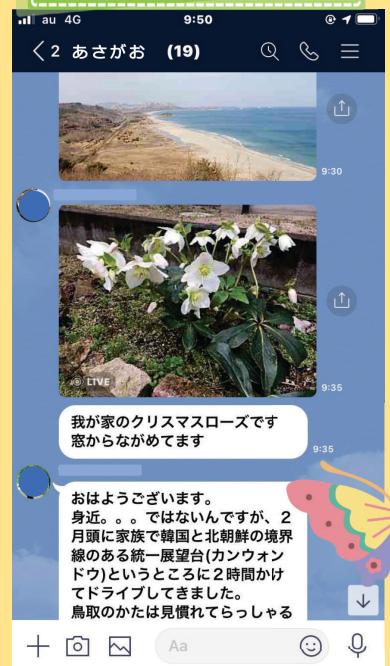 au 4G 9:50
2 あさがお (19)
9:30
LIVE
9:35
我が家のクリスマスローズです
窓からながめてます
9:35
おはようございます。
身近。。。ではないんですが、２
月頭に家族で韓国と北朝鮮の境界
線のある統一展望台(カンウォン
ドウ)というところに２時間かけ
てドライブしてきました。
鳥取のかたは見慣れてらっしゃる
Aa